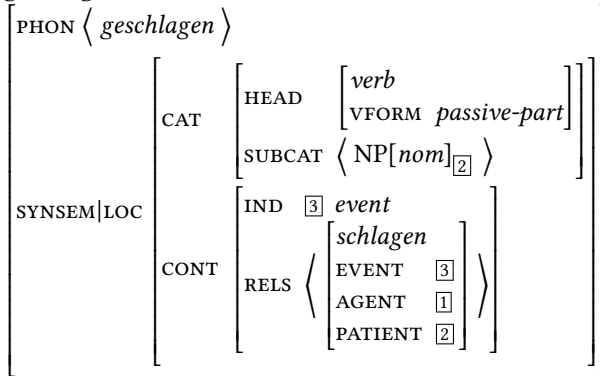 PHON ⟨ geschlagen ⟩
verb
HEAD
VFORM passive-part
CAT
SUBCAT ⟨ NP[nom]2 ⟩
SYNSEM|LOC
IND 3 event
schlagen
EVENT 3
CONT RELS ⟨ ⟩
AGENT 1
PATIENT 2